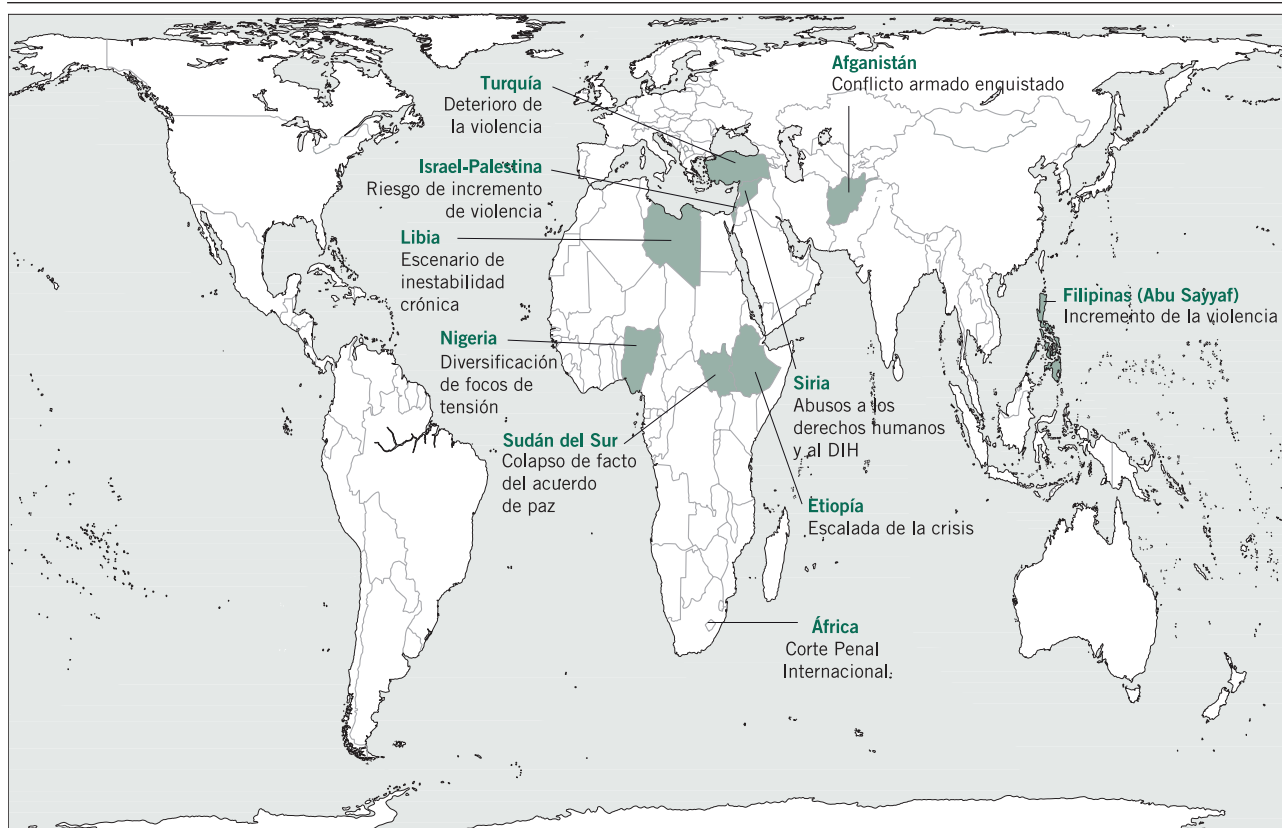 Turquía
Deterioro de
la violencia
Afganistán
Conflicto armado enquistado
Israel-Palestina
Riesgo de incremento
de violencia
Libia
Escenario de
inestabilidad
crónica
Filipinas (Abu Sayyaf)
Incremento de la violencia
Nigeria
Diversificación
de focos de
tensión
Siria
Abusos a los
derechos humanos
y al DIH
Sudán del Sur
Colapso de facto
del acuerdo
de paz
Etiopía
Escalada de la crisis
África
Corte Penal
Internacional.